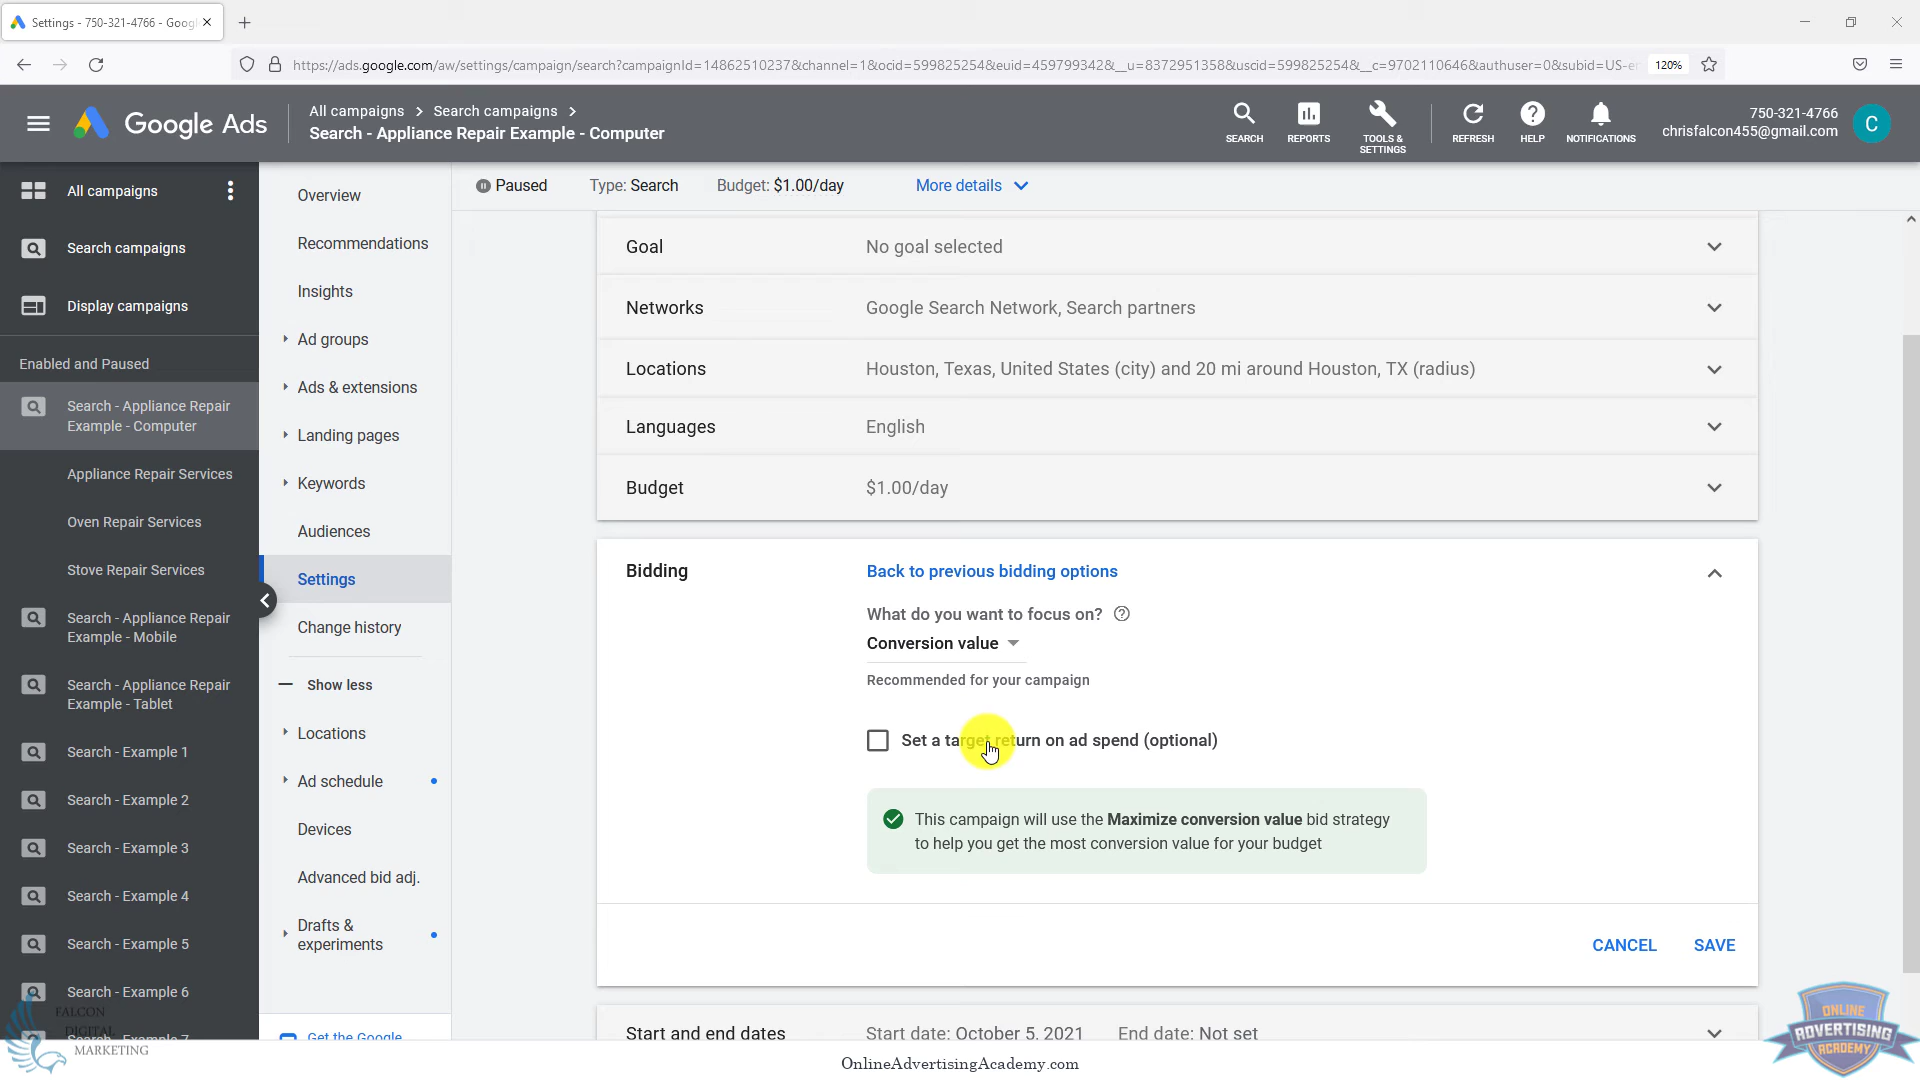 Settings - 750-321-4766 - Goog
https://ads.google.com/aw/settings/campaign/search?campaignId=14862510237&channel=1&ocid=599825254&euid=459799342&__u=8372951358&uscid=599825254&__c=9702110646&authuser=0&subid=US-e
120%
Google Ads
All campaigns > Search campaigns >
Search - Appliance Repair Example - Computer
SEARCH
REPORTS
TOOLS &
SETTINGS
REFRESH
HELP
NOTIFICATIONS
750-321-4766
chrisfalcon455@gmail.com
C
All campaigns
Search campaigns
Display campaigns
Enabled and Paused
Search - Appliance Repair
Example - Computer
Appliance Repair Services
Oven Repair Services
Stove Repair Services
Search - Appliance Repair
Example - Mobile
Search - Appliance Repair
Example - Tablet
Search - Example 1
Search - Example 2
Search - Example 3
Search - Example 4
Search - Example 5
Search - Example 6
Search - Example 7
FALCON
DIGITAL
MARKETING
Overview
Recommendations
Insights
Ad groups
Ads & extensions
Landing pages
Keywords
Audiences
Settings
Change history
Show less
Locations
Ad schedule
Devices
Advanced bid adj.
Drafts &
experiments
Get the Google
Paused Type: Search Budget: $1.00/day More details
Goal No goal selected
Networks Google Search Network, Search partners
Locations Houston, Texas, United States (city) and 20 mi around Houston, TX (radius)
Languages English
Budget $1.00/day
Bidding Back to previous bidding options
What do you want to focus on?
Conversion value
Recommended for your campaign
Set a target return on ad spend (optional)
This campaign will use the Maximize conversion value bid strategy
to help you get the most conversion value for your budget
CANCEL SAVE
Start and end dates Start date: October 5, 2021 End date: Not set
OnlineAdvertisingAcademy.com
ONLINE
ADVERTISING
ACADEMY